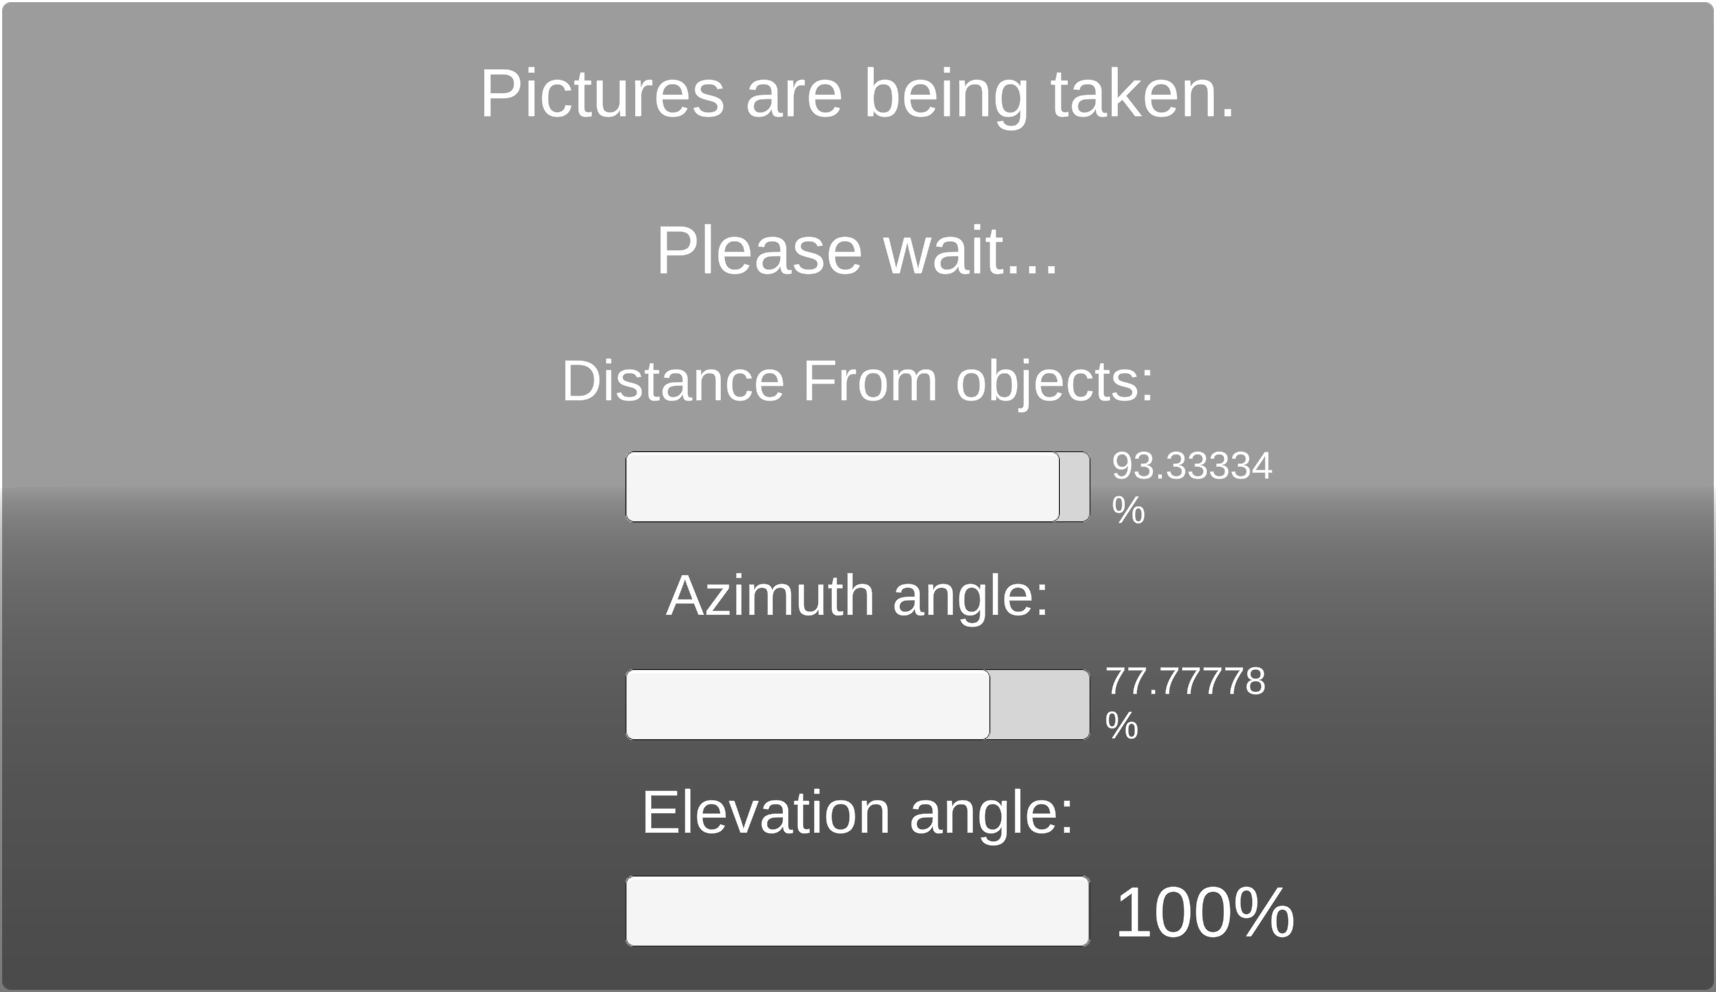 Pictures are being taken.
Please wait...
Distance From objects:
93.33334
%
Azimuth angle:
77.77778
%
Elevation angle:
100%